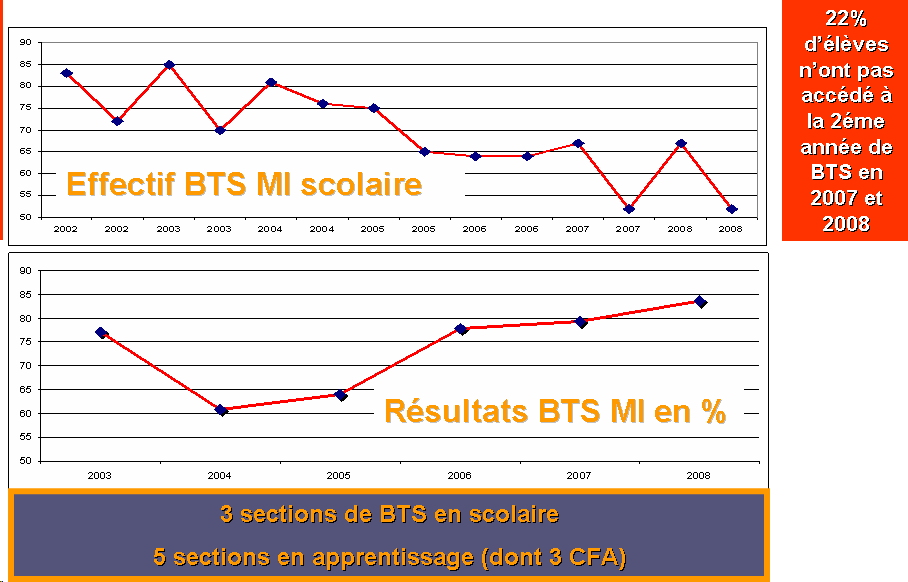 90
85
80
75
70
65
60
55
50
Effectif BTS MI scolaire
2002 2002 2003 2003 2004 2004 2005 2005 2006 2006 2007 2007 2008 2008
22%
d'élèves
n'ont pas
accédé à
la 2éme
année de
BTS en
2007 et
2008
90
85
80
75
70
65
60
55
50
Résultats BTS MI en %
2003 2004 2005 2006 2007 2008
3 sections de BTS en scolaire
5 sections en apprentissage (dont 3 CFA)